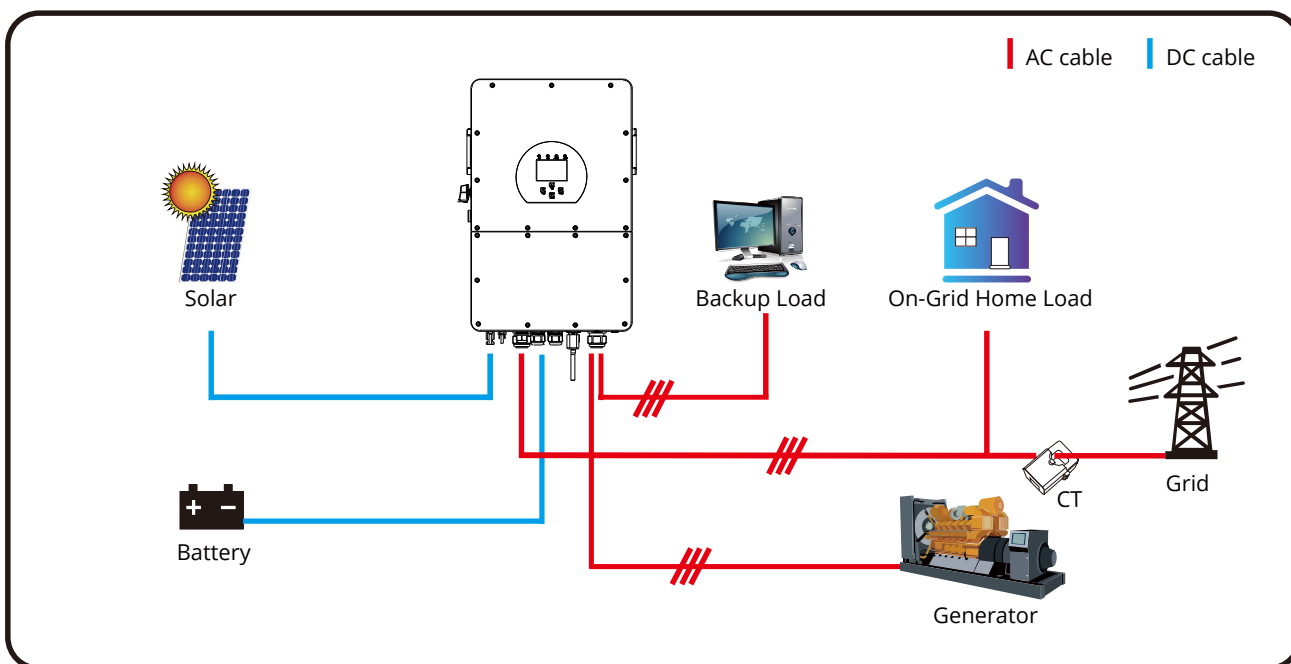 AC cable
DC cable
Solar
Backup Load
On-Grid Home Load
CT
Grid
Battery
+ −
Generator